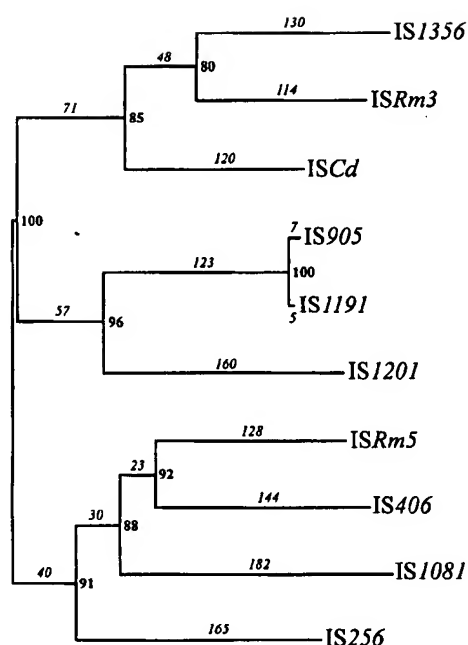 130 IS1356
48 80
114 ISRm3
71 85
120 ISCd
100
7 IS905
123 100
5 IS1191
57 96
160 IS1201
128 ISRm5
23 92
144 IS406
30 88
182 IS1081
40 91
165 IS256